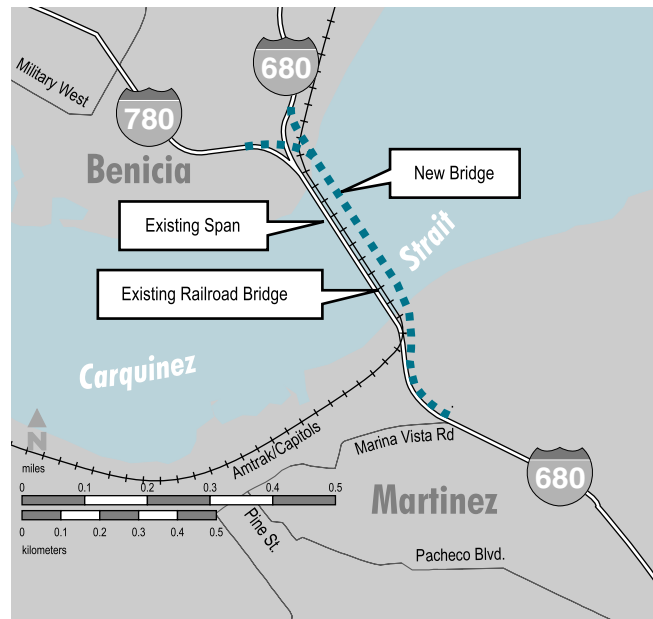 680
Military West
780
Benicia
New Bridge
Existing Span
Strait
Existing Railroad Bridge
Carquinez
N
Amtrak/Capitols
Marina Vista Rd
miles
680
0 0.1 0.2 0.3 0.4 0.5
Martinez
Pine St.
0 0.1 0.2 0.3 0.4 0.5
kilometers
Pacheco Blvd.